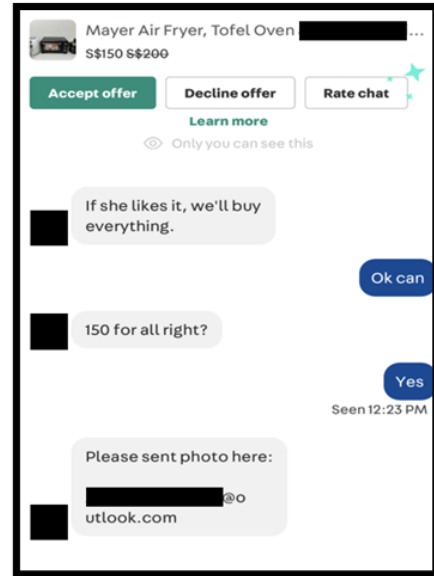 Mayer Air Fryer, Tofel Oven ...
S$150 S$200
Accept offer
Decline offer
Rate chat
Learn more
Only you can see this
If she likes it, we'll buy
everything.
Ok can
150 for all right?
Yes
Seen 12:23 PM
Please sent photo here:
@o
utlook.com